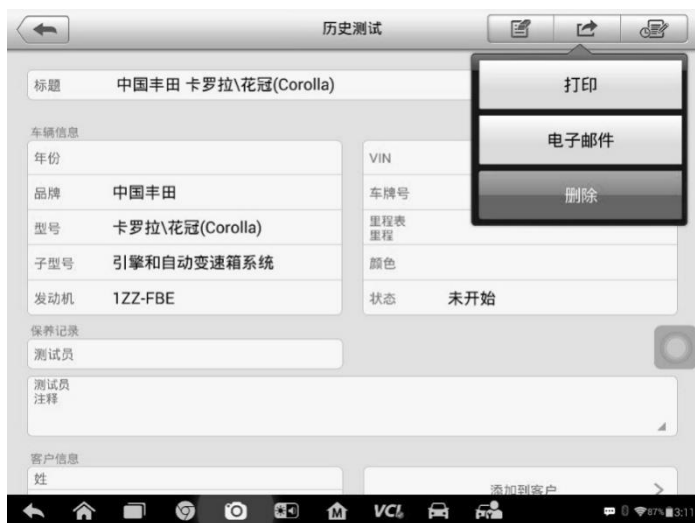 历史测试
标题 中国丰田 卡罗拉\花冠(Corolla)
打印
电子邮件
删除
车辆信息
年份
品牌 中国丰田
型号 卡罗拉\花冠(Corolla)
子型号 引擎和自动变速箱系统
发动机 1ZZ-FBE
VIN
车牌号
里程表
里程
颜色
状态 未开始
保养记录
测试员
测试员
注释
客户信息
姓
添加到客户
VCI
87% 3:11